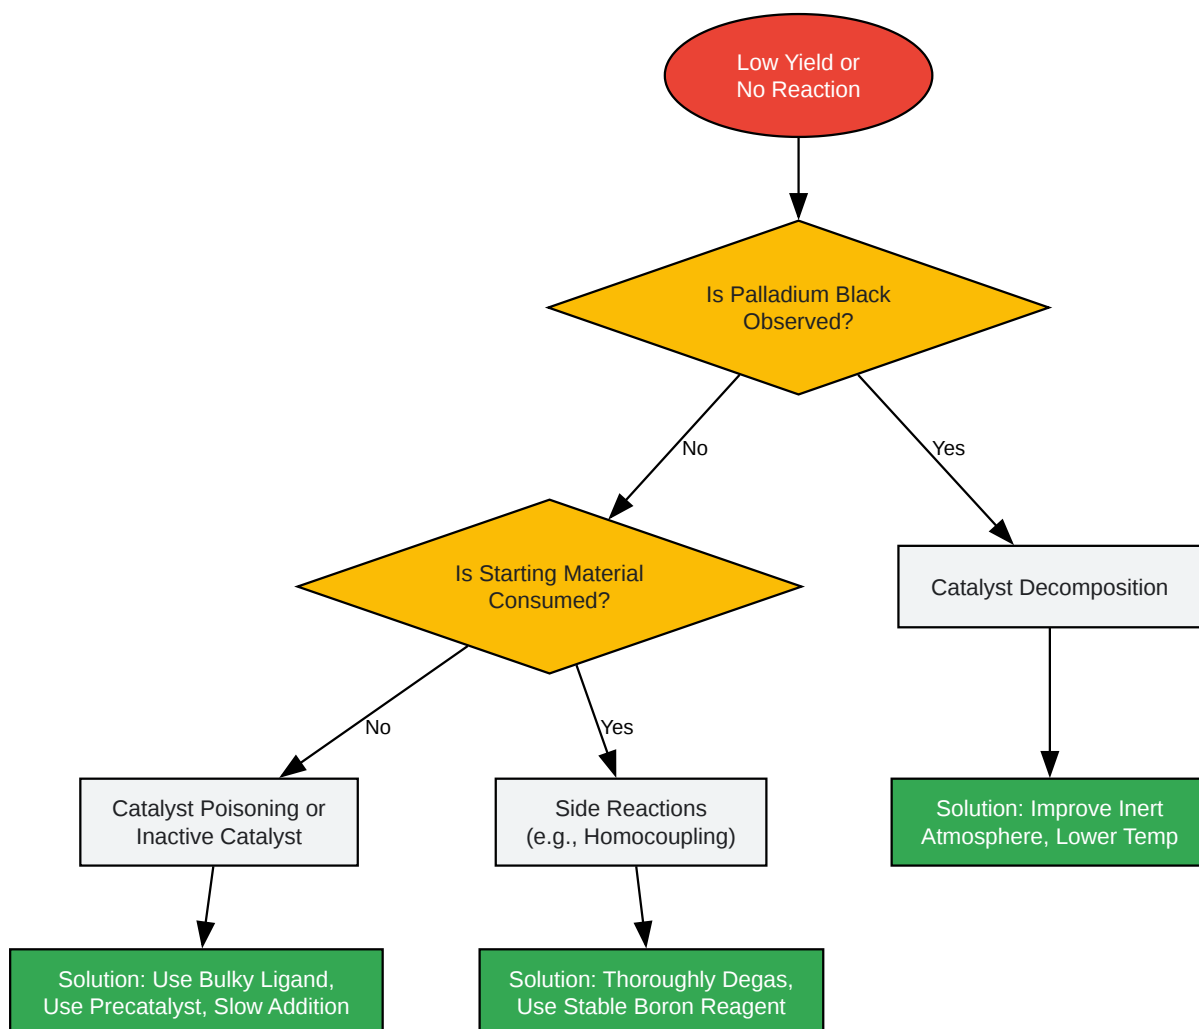 Low Yield or
No Reaction
Is Palladium Black
Observed?
No
Yes
Is Starting Material
Consumed?
Catalyst Decomposition
No
Yes
Catalyst Poisoning or
Inactive Catalyst
Side Reactions
(e.g., Homocoupling)
Solution: Improve Inert
Atmosphere, Lower Temp
Solution: Use Bulky Ligand,
Use Precatalyst, Slow Addition
Solution: Thoroughly Degas,
Use Stable Boron Reagent